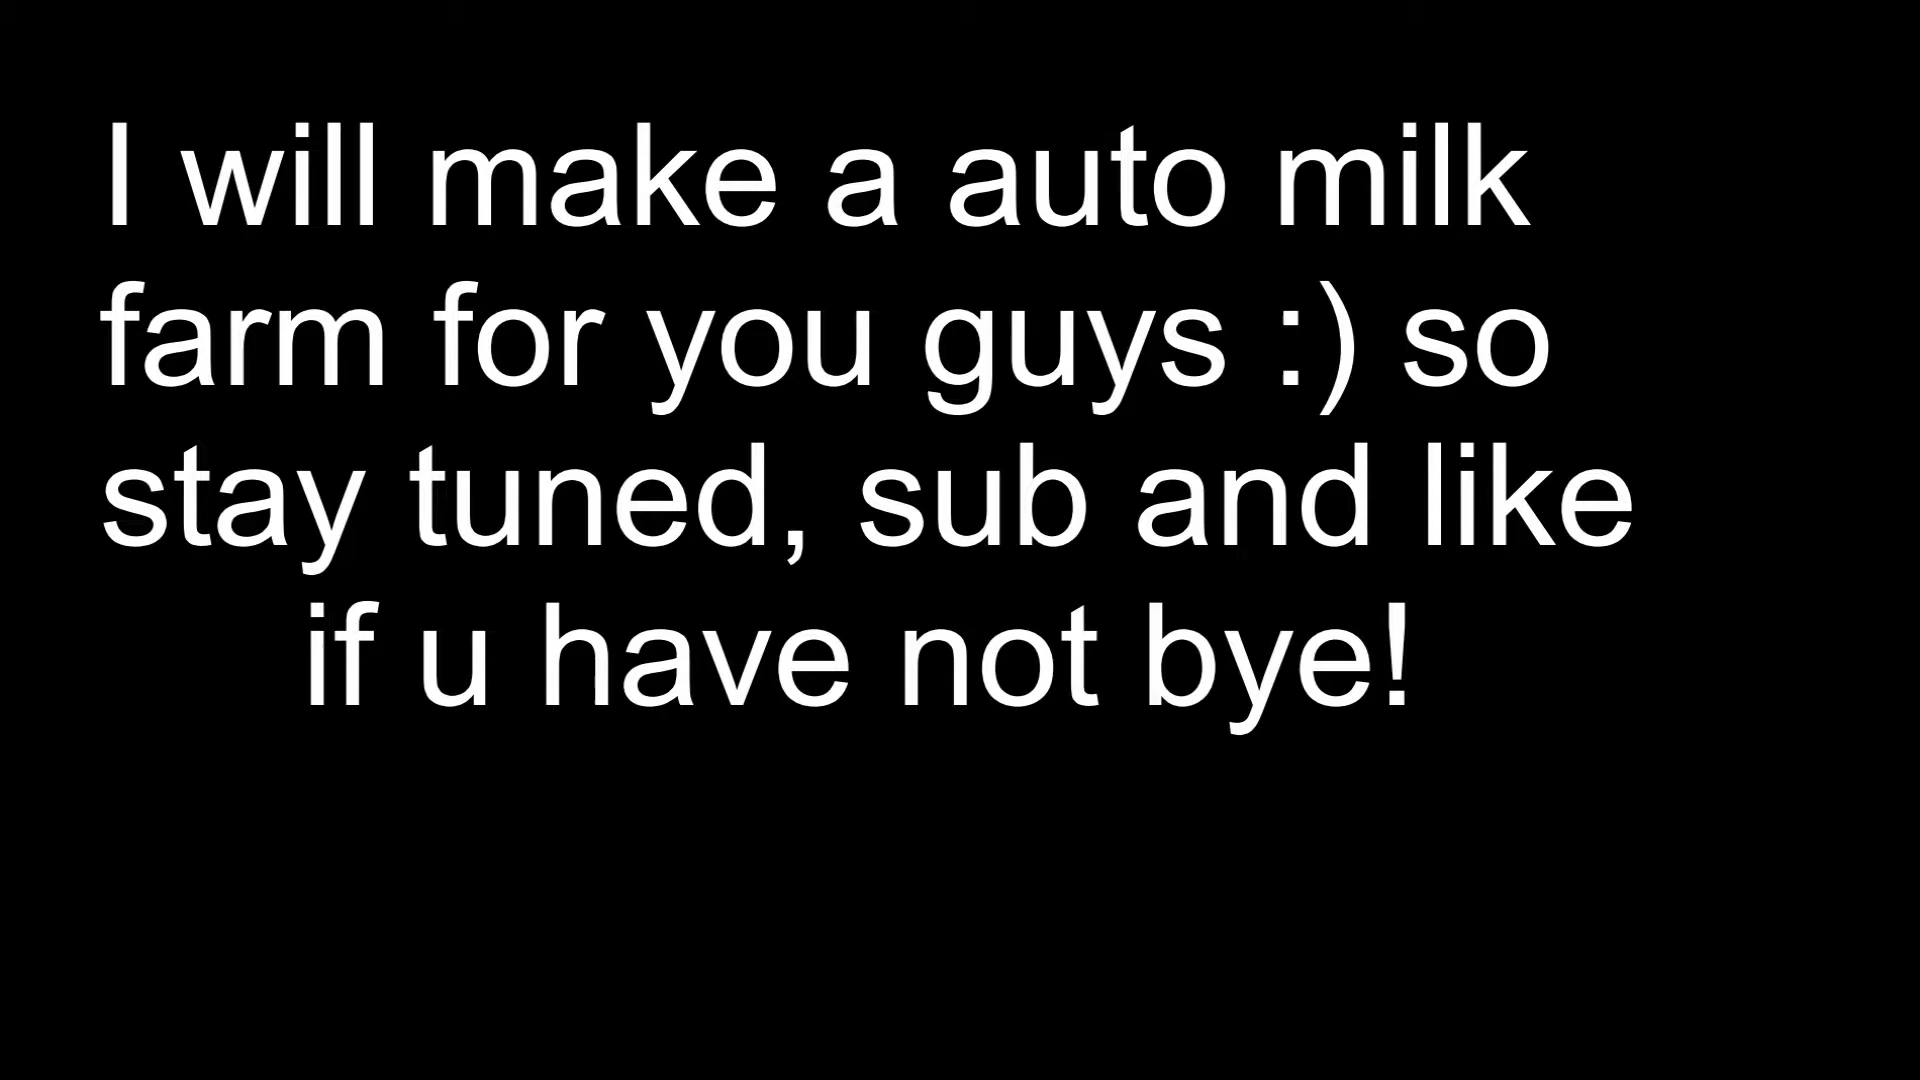 I will make a auto milk
farm for you guys :) so
stay tuned, sub and like
if u have not bye!